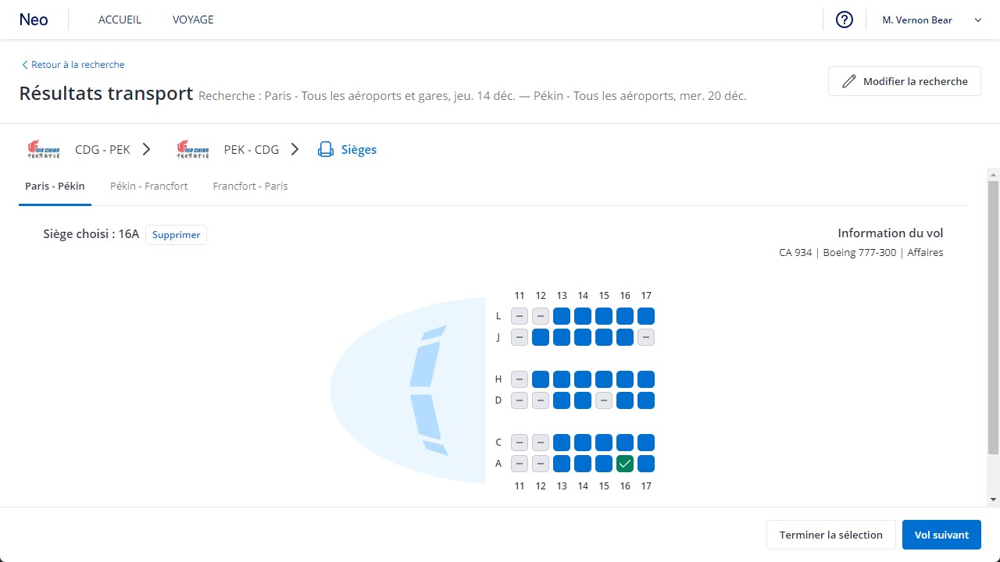 Neo
ACCUEIL
VOYAGE
M. Vernon Bear
Retour à la recherche
Résultats transport
Recherche : Paris - Tous les aéroports et gares, jeu. 14 déc. — Pékin - Tous les aéroports, mer. 20 déc.
Modifier la recherche
AIR CHINA
CDG - PEK
AIR CHINA
PEK - CDG
Sièges
Paris - Pékin
Pékin - Francfort
Francfort - Paris
Siège choisi : 16A
Supprimer
Information du vol
CA 934 | Boeing 777-300 | Affaires
11 12 13 14 15 16 17
L
J
H
D
C
A
11 12 13 14 15 16 17
Terminer la sélection
Vol suivant